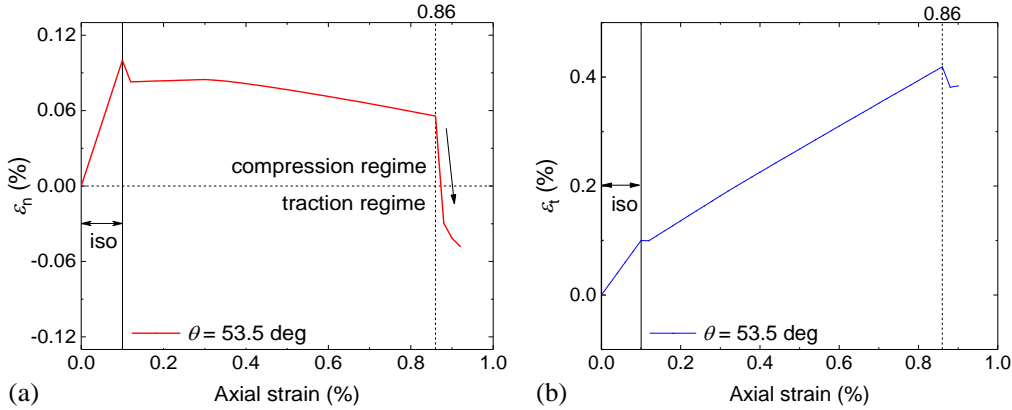 0.86
0.12
0.06
0.00
-0.06
-0.12
εn (%)
compression regime
traction regime
iso
θ = 53.5 deg
0.0 0.2 0.4 0.6 0.8 1.0
Axial strain (%)
(a)
0.86
0.4
0.2
0.0
εt (%)
iso
θ = 53.5 deg
0.0 0.2 0.4 0.6 0.8 1.0
Axial strain (%)
(b)